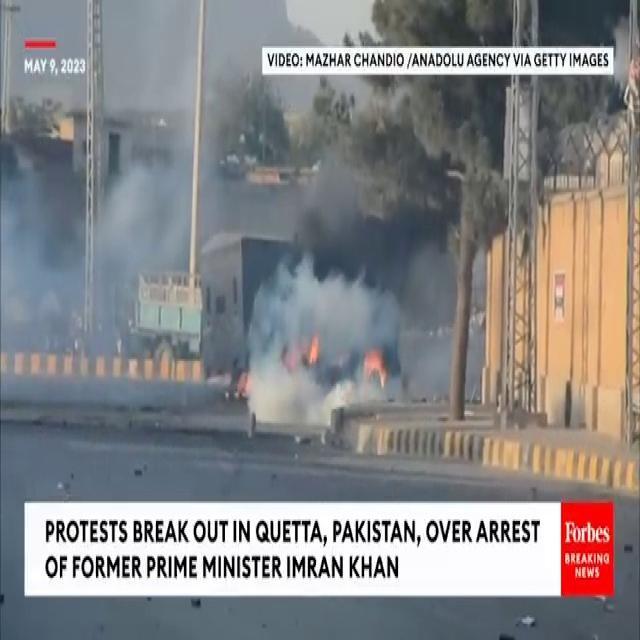 MAY 9, 2023
VIDEO: MAZHAR CHANDIO /ANADOLU AGENCY VIA GETTY IMAGES
PROTESTS BREAK OUT IN QUETTA, PAKISTAN, OVER ARREST
OF FORMER PRIME MINISTER IMRAN KHAN
Forbes
BREAKING
NEWS